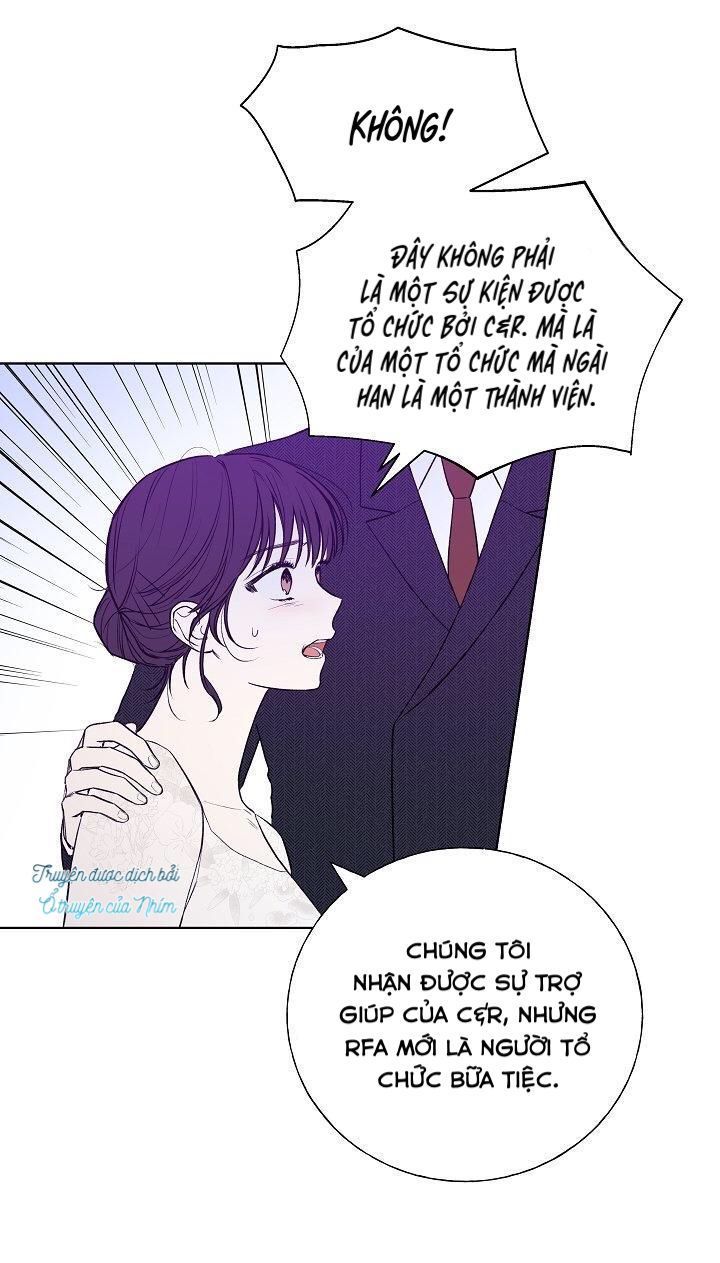 KHÔNG!
ĐÂY KHÔNG PHẢI
LÀ MỘT SỰ KIỆN ĐƯỢC
TỔ CHỨC BỞI C&R. MÀ LÀ
CỦA MỘT TỔ CHỨC MÀ NGÀI
HAN LÀ MỘT THÀNH VIÊN.
Truyện được dịch bởi
Ổ truyện của Nhím
CHÚNG TÔI
NHẬN ĐƯỢC SỰ TRỢ
GIÚP CỦA C&R, NHƯNG
RFA MỚI LÀ NGƯỜI TỔ
CHỨC BỮA TIỆC.